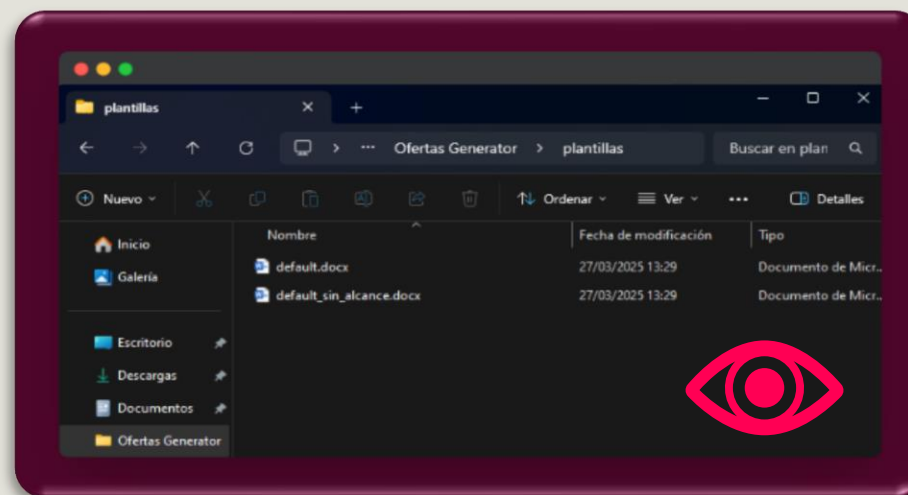 plantillas
Ofertas Generator > plantillas
Buscar en plan
Nuevo
Ordenar
Ver
Detalles
Inicio
Galería
Escritorio
Descargas
Documentos
Ofertas Generator
Nombre Fecha de modificación Tipo
default.docx 27/03/2025 13:29 Documento de Micr...
default_sin_alcance.docx 27/03/2025 13:29 Documento de Micr...